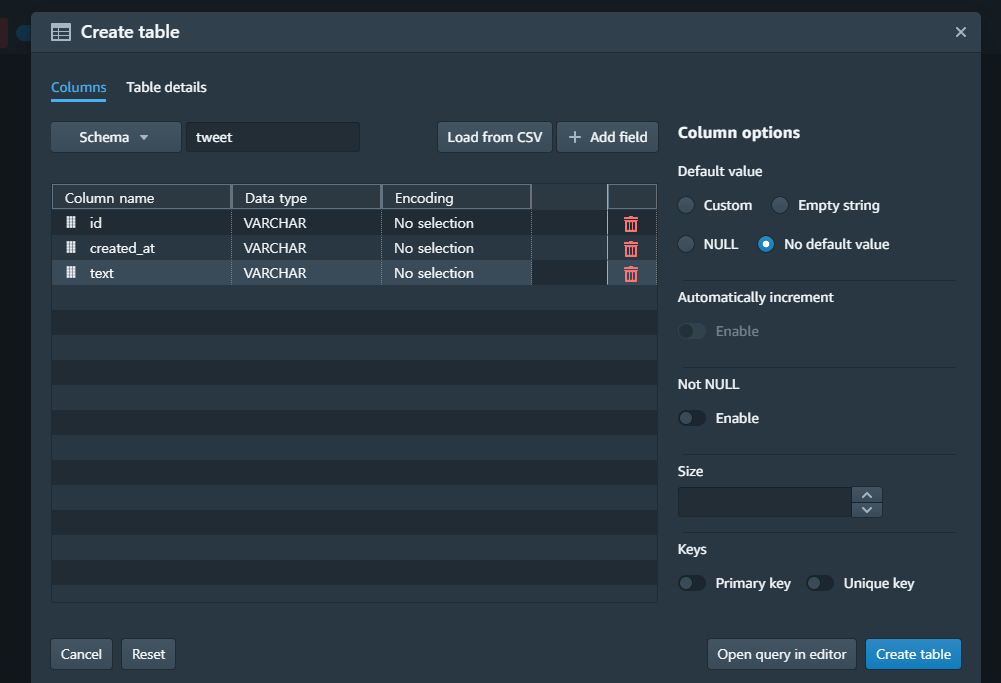 Create table
Columns Table details
Schema tweet Load from CSV Add field
Column name Data type Encoding
id VARCHAR No selection
created_at VARCHAR No selection
text VARCHAR No selection
Column options
Default value
Custom Empty string
NULL No default value
Automatically increment
Enable
Not NULL
Enable
Size
Keys
Primary key Unique key
Cancel Reset Open query in editor Create table